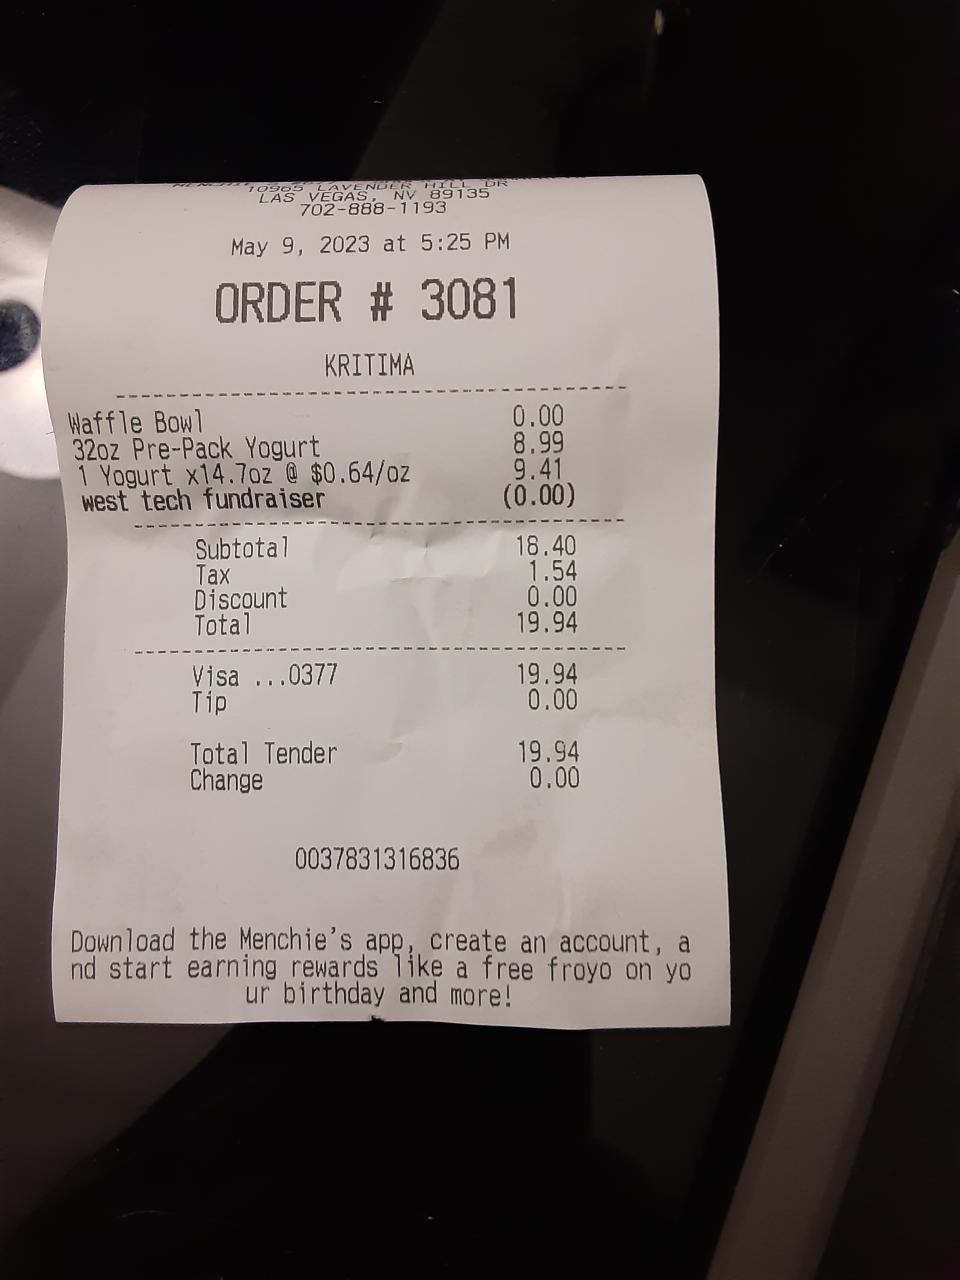 10965 LAVENDER HILL DR
LAS VEGAS, NV 89135
702-888-1193
May 9, 2023 at 5:25 PM
ORDER # 3081
KRITIMA
Waffle Bowl 0.00
32oz Pre-Pack Yogurt 8.99
1 Yogurt x14.7oz @ $0.64/oz 9.41
west tech fundraiser (0.00)
Subtotal 18.40
Tax 1.54
Discount 0.00
Total 19.94
Visa ...0377 19.94
Tip 0.00
Total Tender 19.94
Change 0.00
0037831316836
Download the Menchie's app, create an account, a
nd start earning rewards like a free froyo on yo
ur birthday and more!